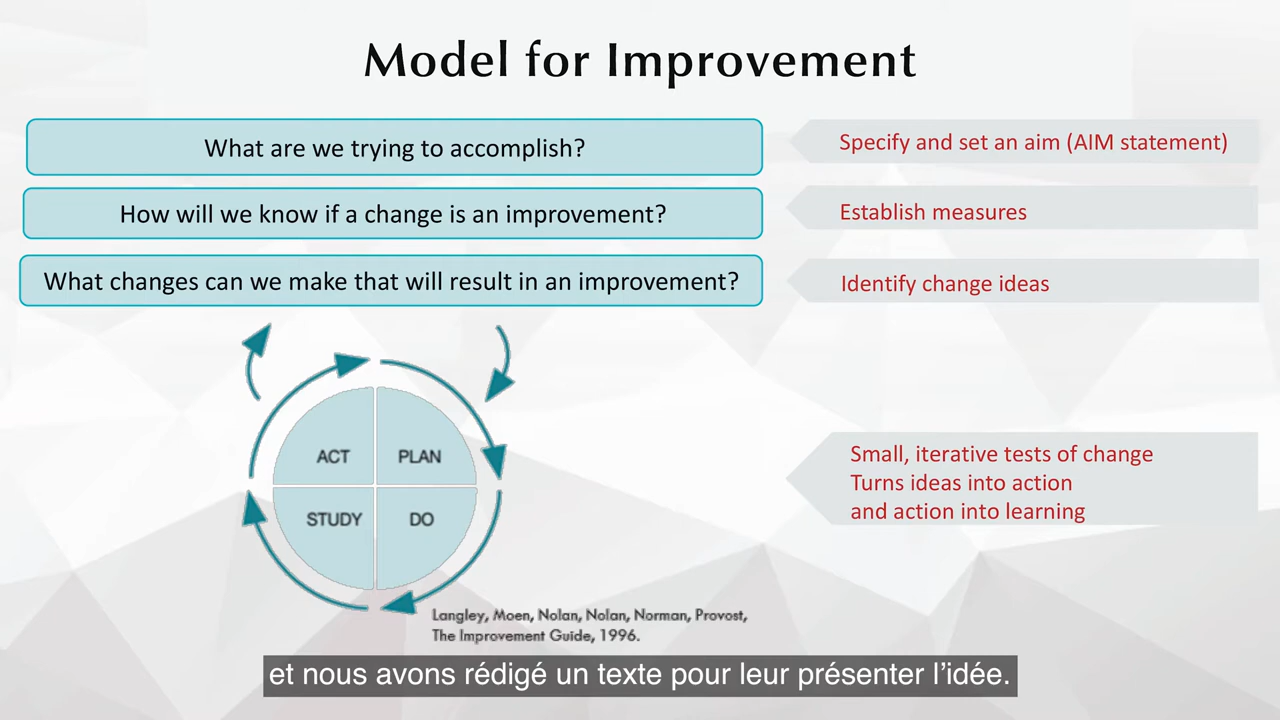 Model for Improvement
What are we trying to accomplish?
Specify and set an aim (AIM statement)
How will we know if a change is an improvement?
Establish measures
What changes can we make that will result in an improvement?
Identify change ideas
ACT
PLAN
STUDY
DO
Small, iterative tests of change
Turns ideas into action
and action into learning
Langley, Moen, Nolan, Nolan, Norman, Provost,
The Improvement Guide, 1996.
et nous avons rédigé un texte pour leur présenter l’idée.